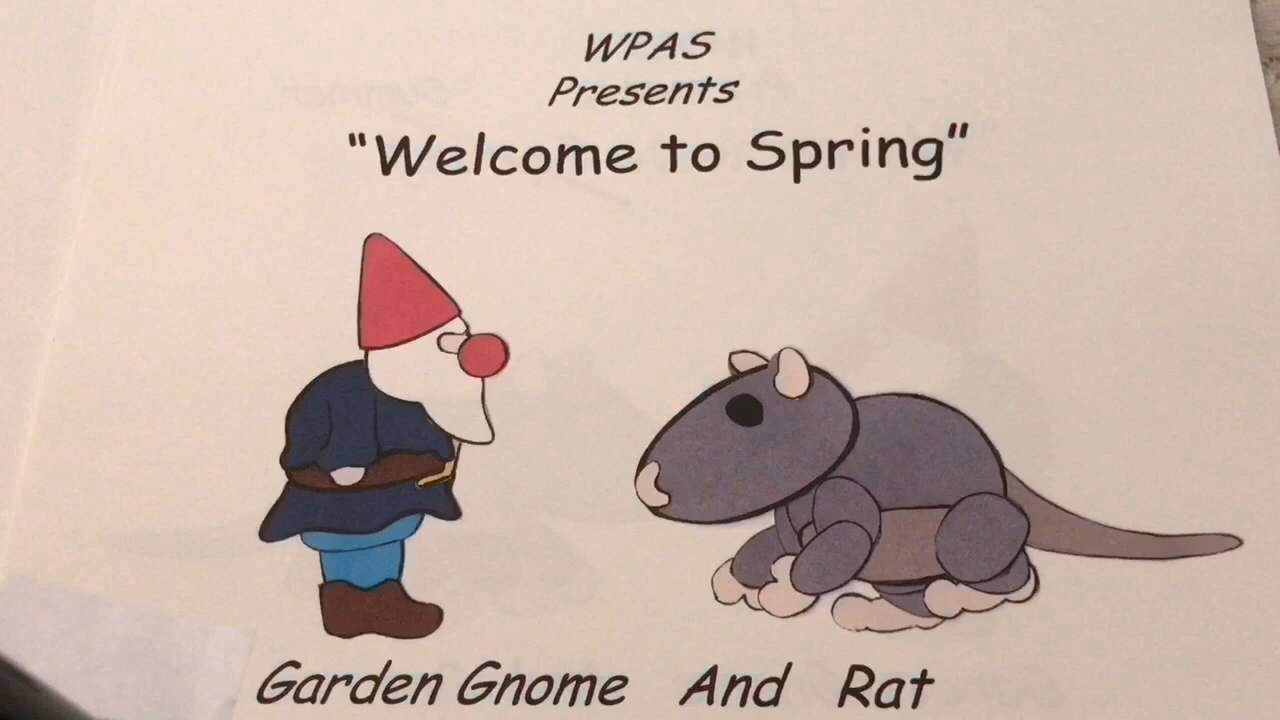 WPAS
Presents
"Welcome to Spring"
Garden Gnome And Rat